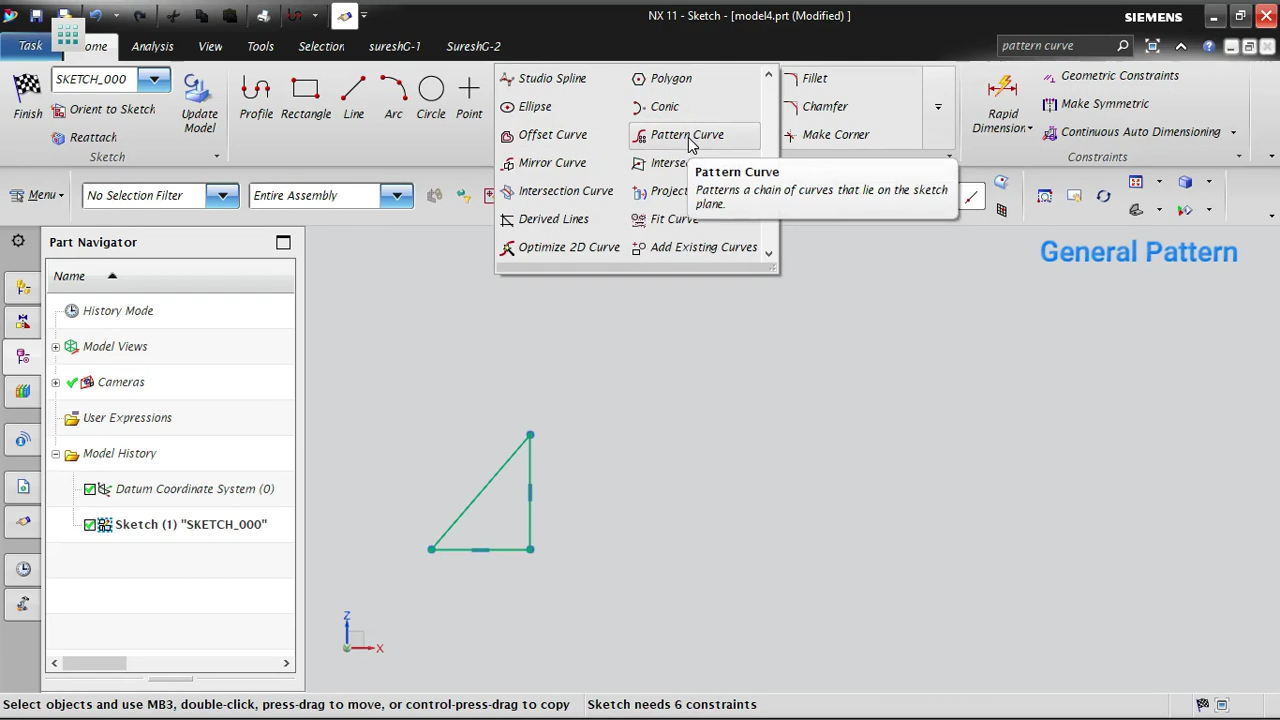 NX 11 - Sketch - [model4.prt (Modified) ]
SIEMENS
Task
ome
Analysis
View
Tools
Selection
sureshG-1
SureshG-2
pattern curve
Finish
SKETCH_000
Orient to Sketch
Reattach
Update
Model
Sketch
Profile
Rectangle
Line
Arc
Circle
Point
Studio Spline
Polygon
Ellipse
Conic
Offset Curve
Pattern Curve
Mirror Curve
Interse
Intersection Curve
Project
Derived Lines
Fit Curve
Optimize 2D Curve
Add Existing Curves
Fillet
Chamfer
Make Corner
Rapid
Dimension
Geometric Constraints
Make Symmetric
Continuous Auto Dimensioning
Constraints
Pattern Curve
Patterns a chain of curves that lie on the sketch
plane.
Menu
No Selection Filter
Entire Assembly
Part Navigator
General Pattern
Name
History Mode
Model Views
Cameras
User Expressions
Model History
Datum Coordinate System (0)
Sketch (1) "SKETCH_000"
Z
X
Select objects and use MB3, double-click, press-drag to move, or control-press-drag to copy
Sketch needs 6 constraints